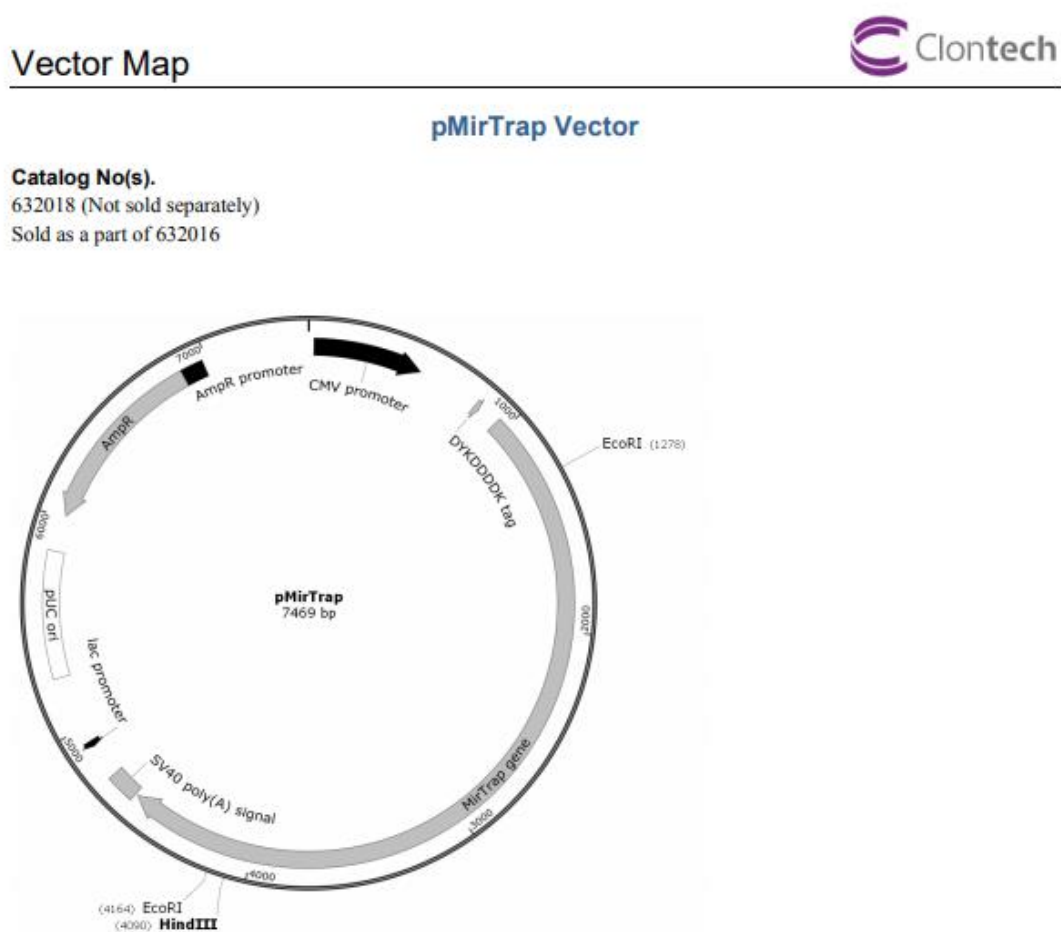 Vector Map
Clontech
pMirTrap Vector
Catalog No(s).
632018 (Not sold separately)
Sold as a part of 632016
7000
AmpR promoter
CMV promoter
1000
AmpR
DYKDDDDK tag
EcoRI (1278)
6000
pUC ori
pMirTrap
7469 bp
2000
lac promoter
5000
SV40 poly(A) signal
MirTrap gene
3000
4000
(4164) EcoRI
(4090) HindIII